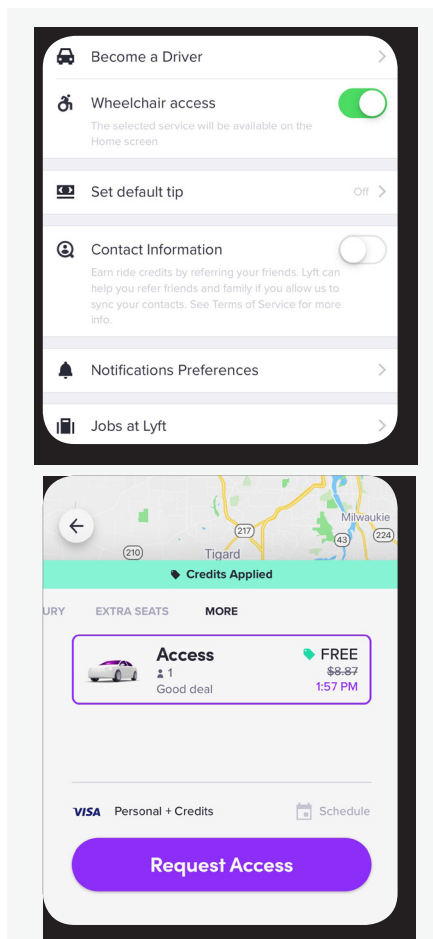 Become a Driver
Wheelchair access
The selected service will be available on the
Home screen
Set default tip
Off
Contact Information
Earn ride credits by referring your friends. Lyft can
help you refer friends and family if you allow us to
sync your contacts. See Terms of Service for more
info.
Notifications Preferences
Jobs at Lyft
Milwaukie
217
224
43
210
Tigard
Credits Applied
URY EXTRA SEATS MORE
Access FREE
1 $8.87
Good deal 1:57 PM
VISA Personal + Credits Schedule
Request Access